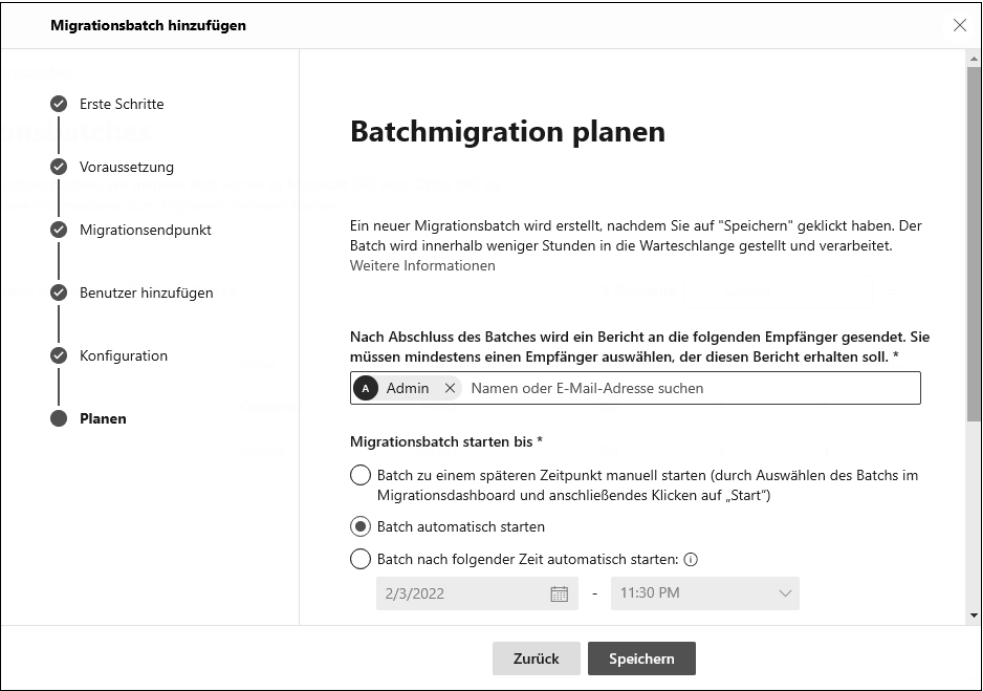 Migrationsbatch hinzufügen
Erste Schritte
Voraussetzung
Migrationsendpunkt
Benutzer hinzufügen
Konfiguration
Planen
Batchmigration planen
Ein neuer Migrationsbatch wird erstellt, nachdem Sie auf "Speichern" geklickt haben. Der
Batch wird innerhalb weniger Stunden in die Warteschlange gestellt und verarbeitet.
Weitere Informationen
Nach Abschluss des Batches wird ein Bericht an die folgenden Empfänger gesendet. Sie
müssen mindestens einen Empfänger auswählen, der diesen Bericht erhalten soll. *
A Admin Namen oder E-Mail-Adresse suchen
Migrationsbatch starten bis *
Batch zu einem späteren Zeitpunkt manuell starten (durch Auswählen des Batchs im
Migrationsdashboard und anschließendes Klicken auf „Start")
Batch automatisch starten
Batch nach folgender Zeit automatisch starten:
2/3/2022 - 11:30 PM
Zurück Speichern